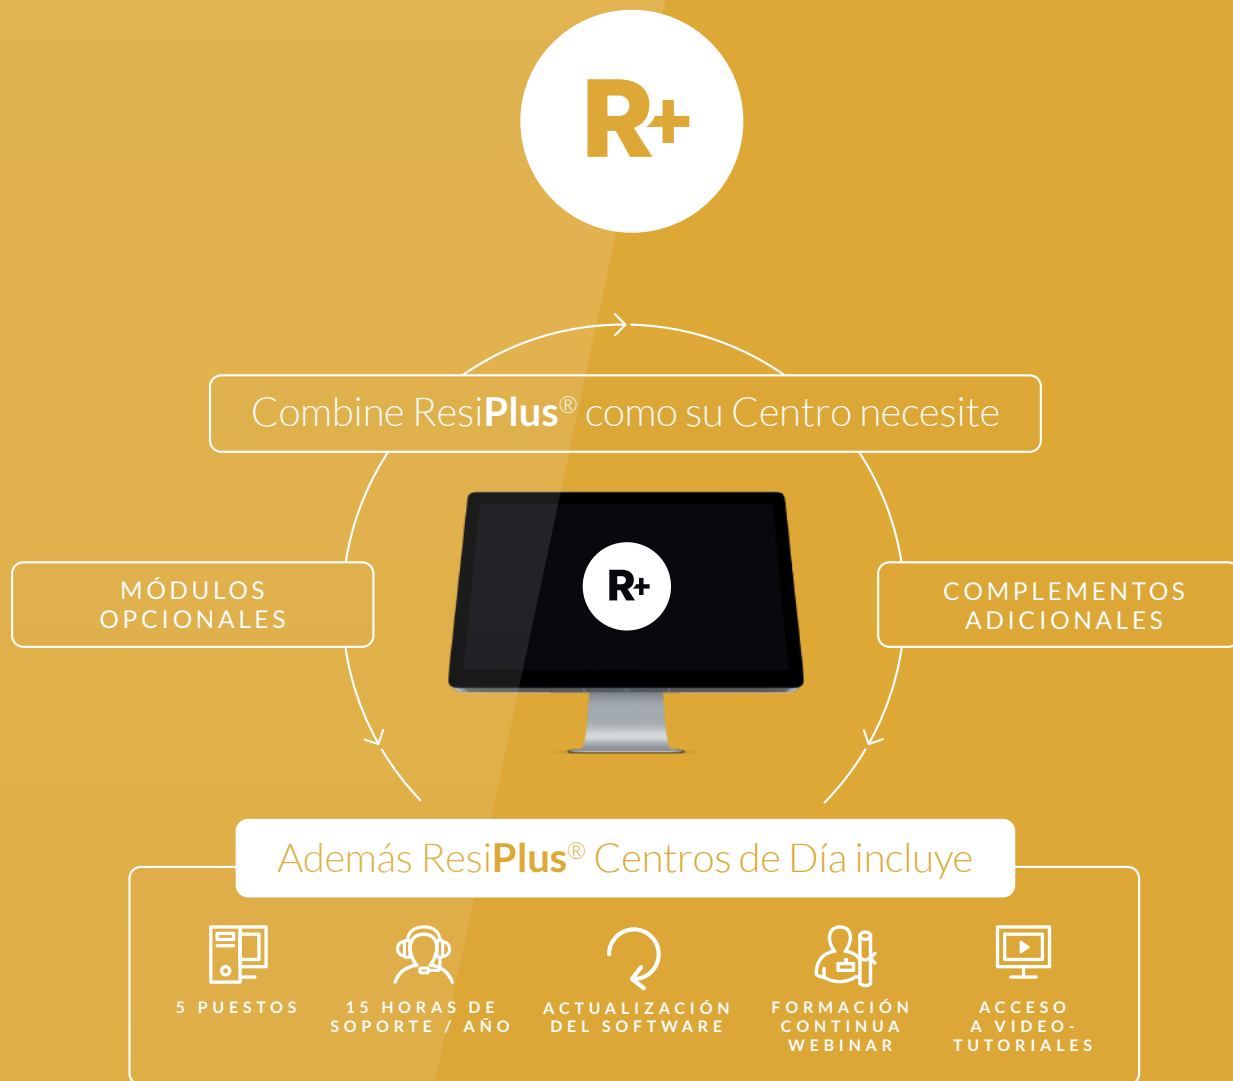 R+
Combine ResiPlus® como su Centro necesite
R+
MÓDULOS
OPCIONALES
COMPLEMENTOS
ADICIONALES
Además ResiPlus® Centros de Día incluye
5 PUESTOS
15 HORAS DE
SOPORTE / AÑO
ACTUALIZACIÓN
DEL SOFTWARE
FORMACIÓN
CONTINUA
WEBINAR
ACCESO
A VIDEO-
TUTORIALES